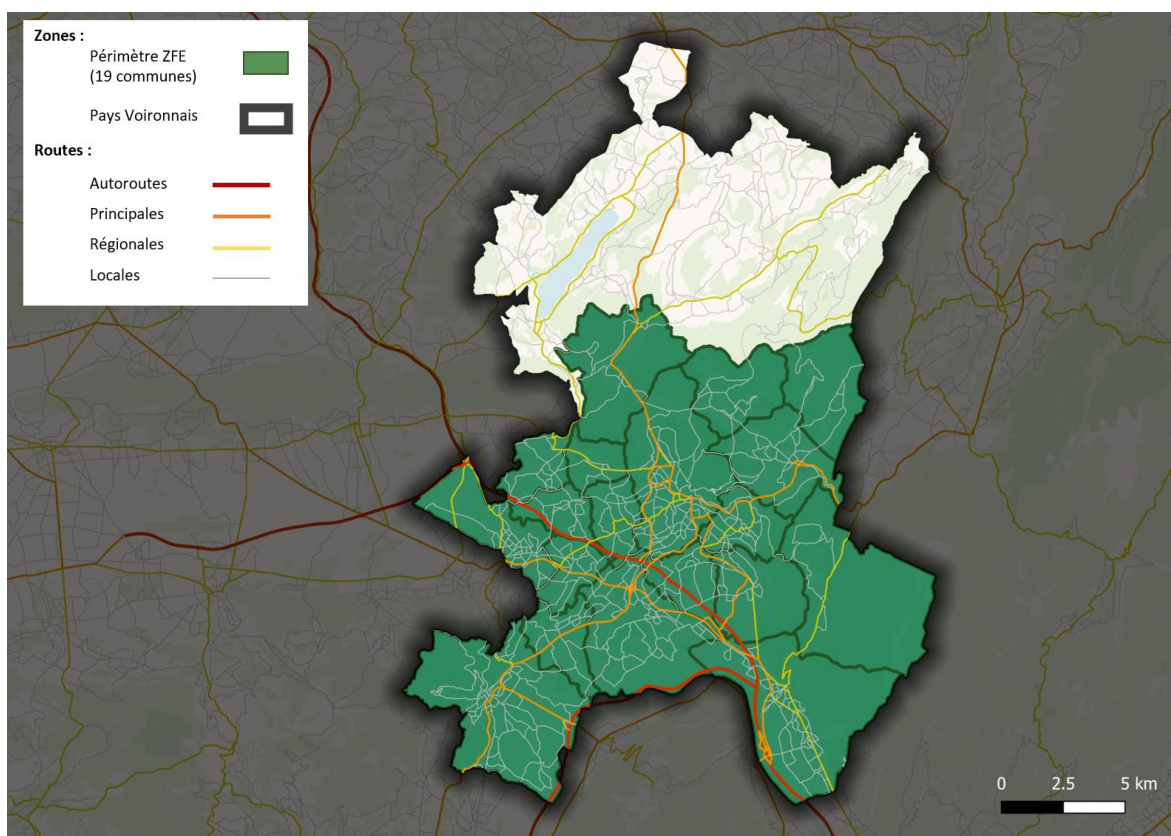 Zones :
Périmètre ZFE
(19 communes)
Pays Voironnais
Routes :
Autoroutes
Principales
Régionales
Locales
0 2.5 5 km